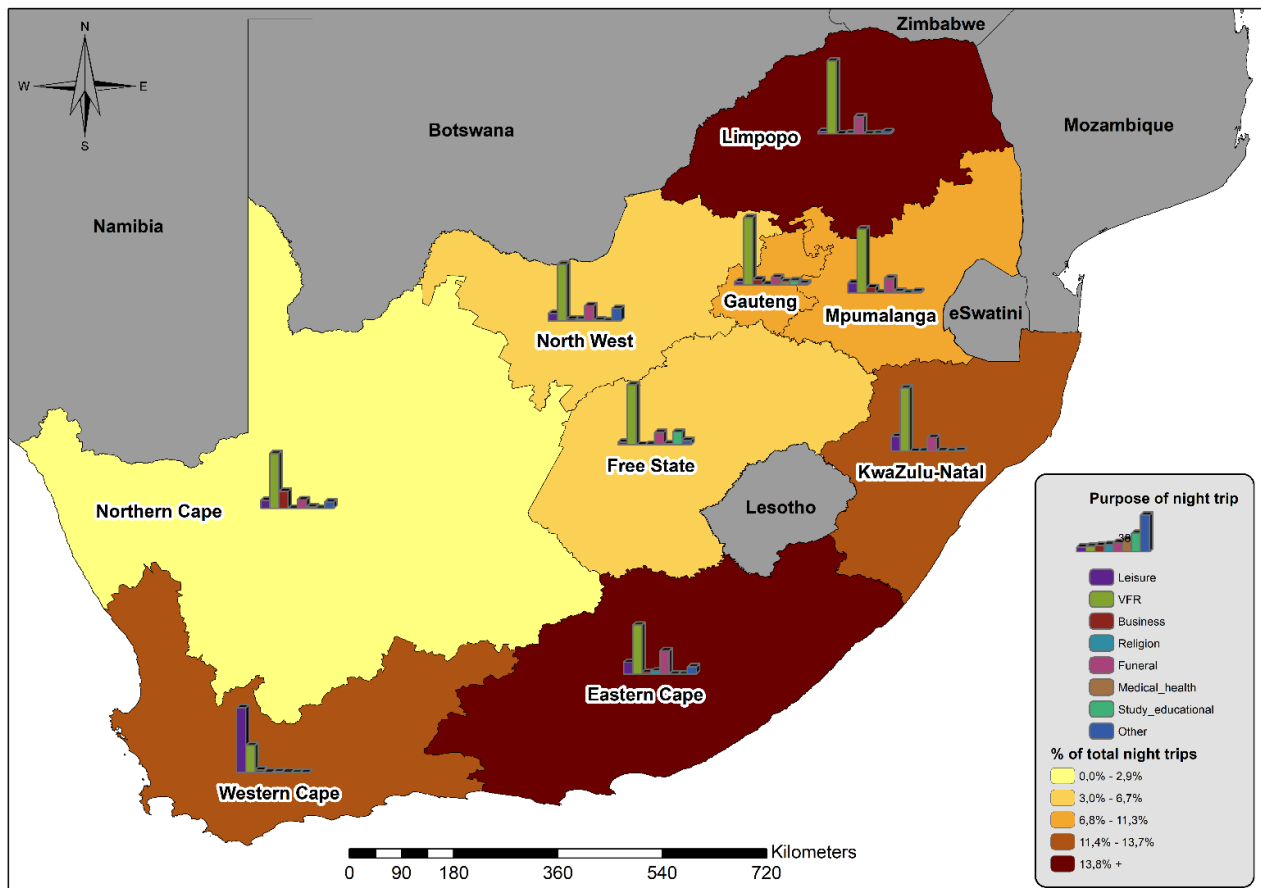 Zimbabwe
N
W
E
S
Botswana
Mozambique
Limpopo
Namibia
Gauteng
Mpumalanga
eSwatini
North West
Free State
KwaZulu-Natal
Northern Cape
Lesotho
Eastern Cape
Western Cape
Purpose of night trip
38
Leisure
VFR
Business
Religion
Funeral
Medical_health
Study_educational
Other
% of total night trips
0,0% - 2,9%
3,0% - 6,7%
6,8% - 11,3%
11,4% - 13,7%
13,8% +
Kilometers
0 90 180 360 540 720